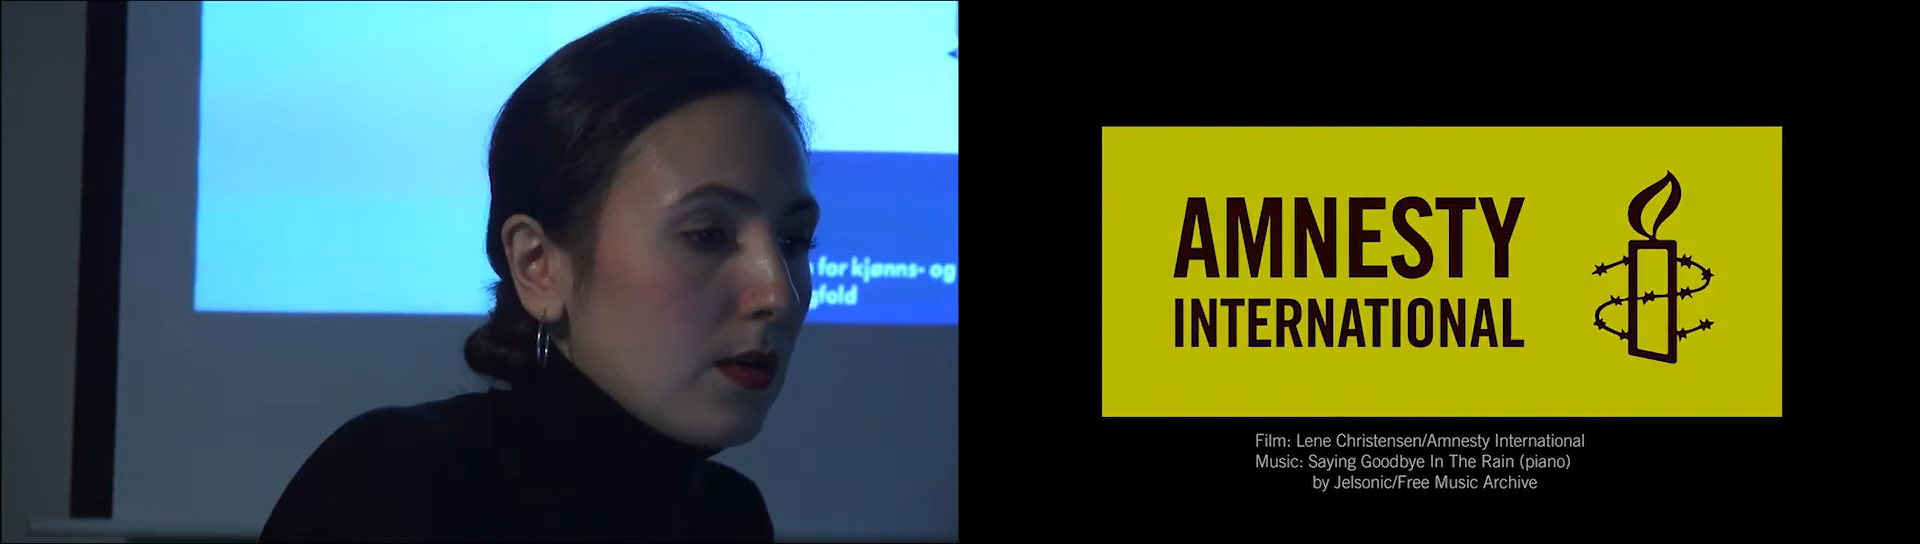 for kjønns- og
gfold
AMNESTY
INTERNATIONAL
Film: Lene Christensen/Amnesty International
Music: Saying Goodbye In The Rain (piano)
by Jelsonic/Free Music Archive